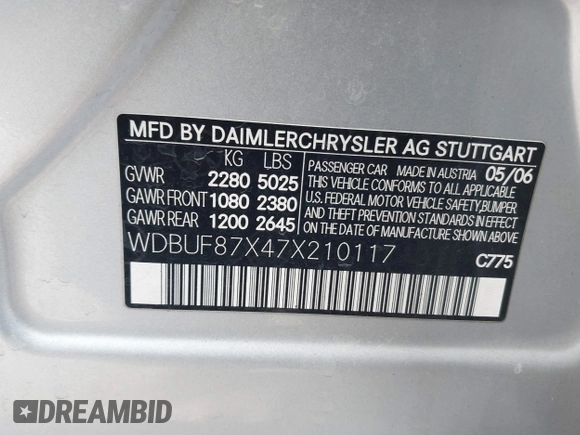 MFD BY DAIMLERCHRYSLER AG STUTTGART
KG LBS
GVWR 2280 5025
GAWR FRONT 1080 2380
GAWR REAR 1200 2645
PASSENGER CAR MADE IN AUSTRIA 05/06
THIS VEHICLE CONFORMS TO ALL APPLICABLE
U.S. FEDERAL MOTOR VEHICLE SAFETY,BUMPER
AND THEFT PREVENTION STANDARDS IN EFFECT
ON THE DATE OF MANUFACTURE SHOWN ABOVE.
WDBUF87X47X210117
C775
DREAMBID